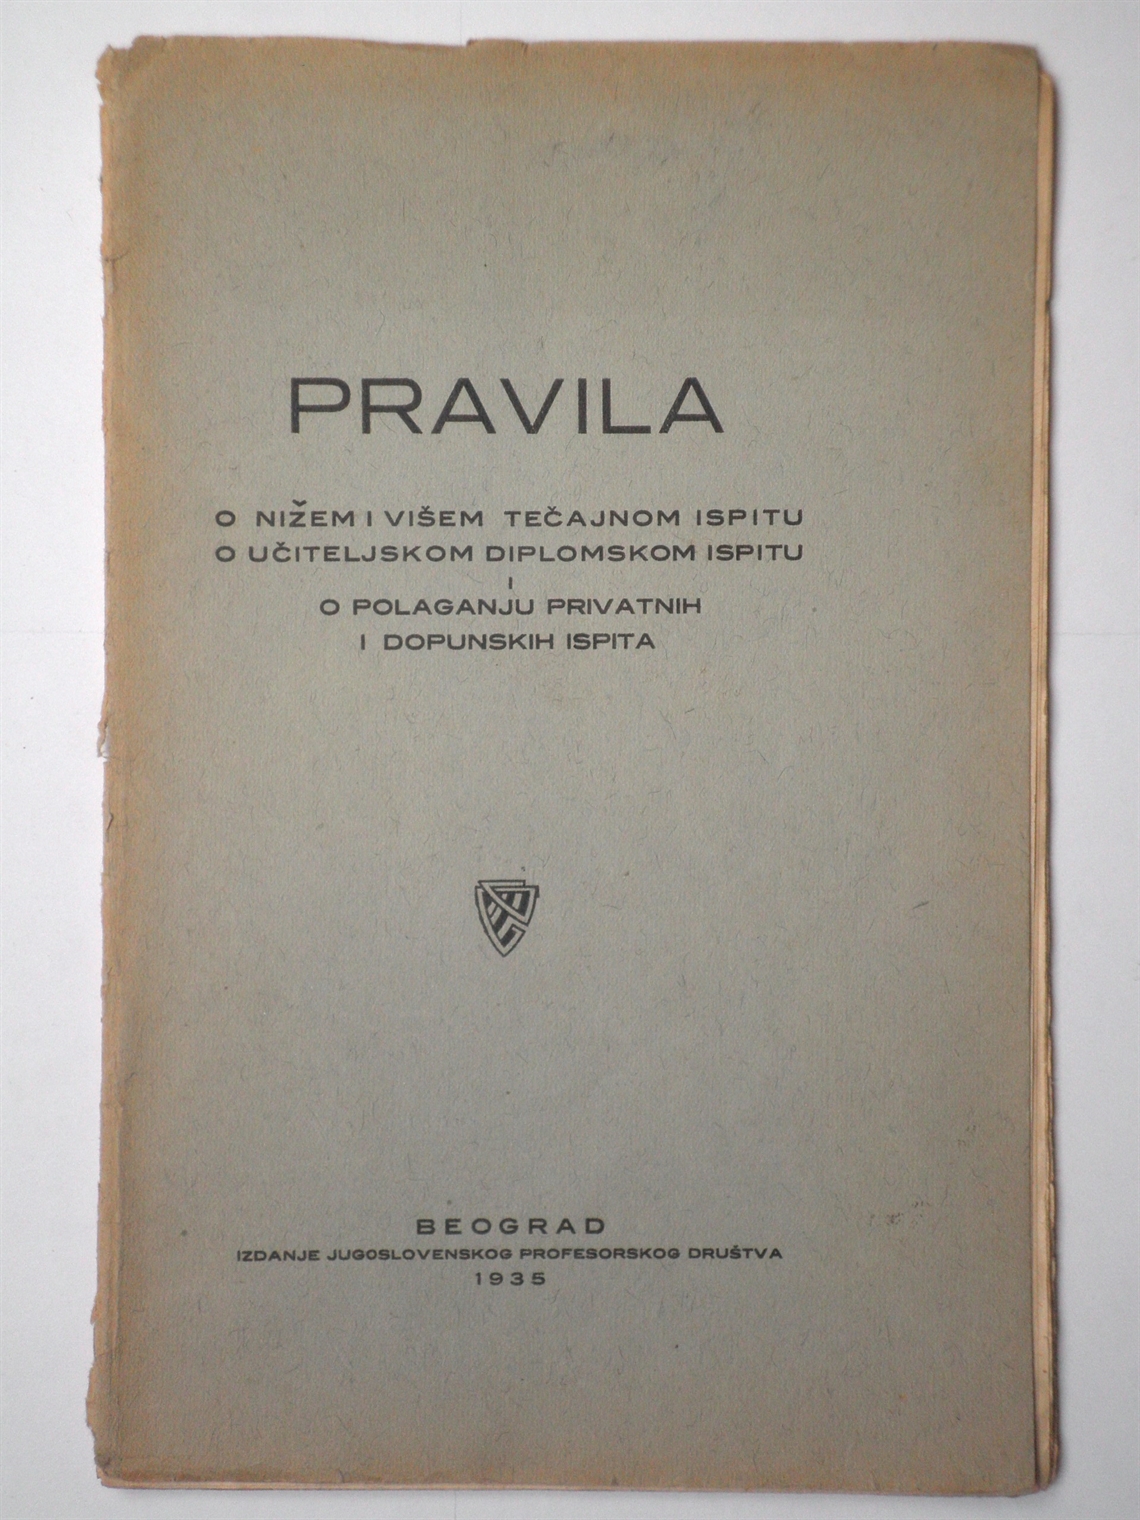 PRAVILA
O NIŽEM I VIŠEM TEČAJNOM ISPITU
O UČITELJSKOM DIPLOMSKOM ISPITU
I
O POLAGANJU PRIVATNIH
I DOPUNSKIH ISPITA
BEOGRAD
IZDANJE JUGOSLOVENSKOG PROFESORSKOG DRUŠTVA
1935